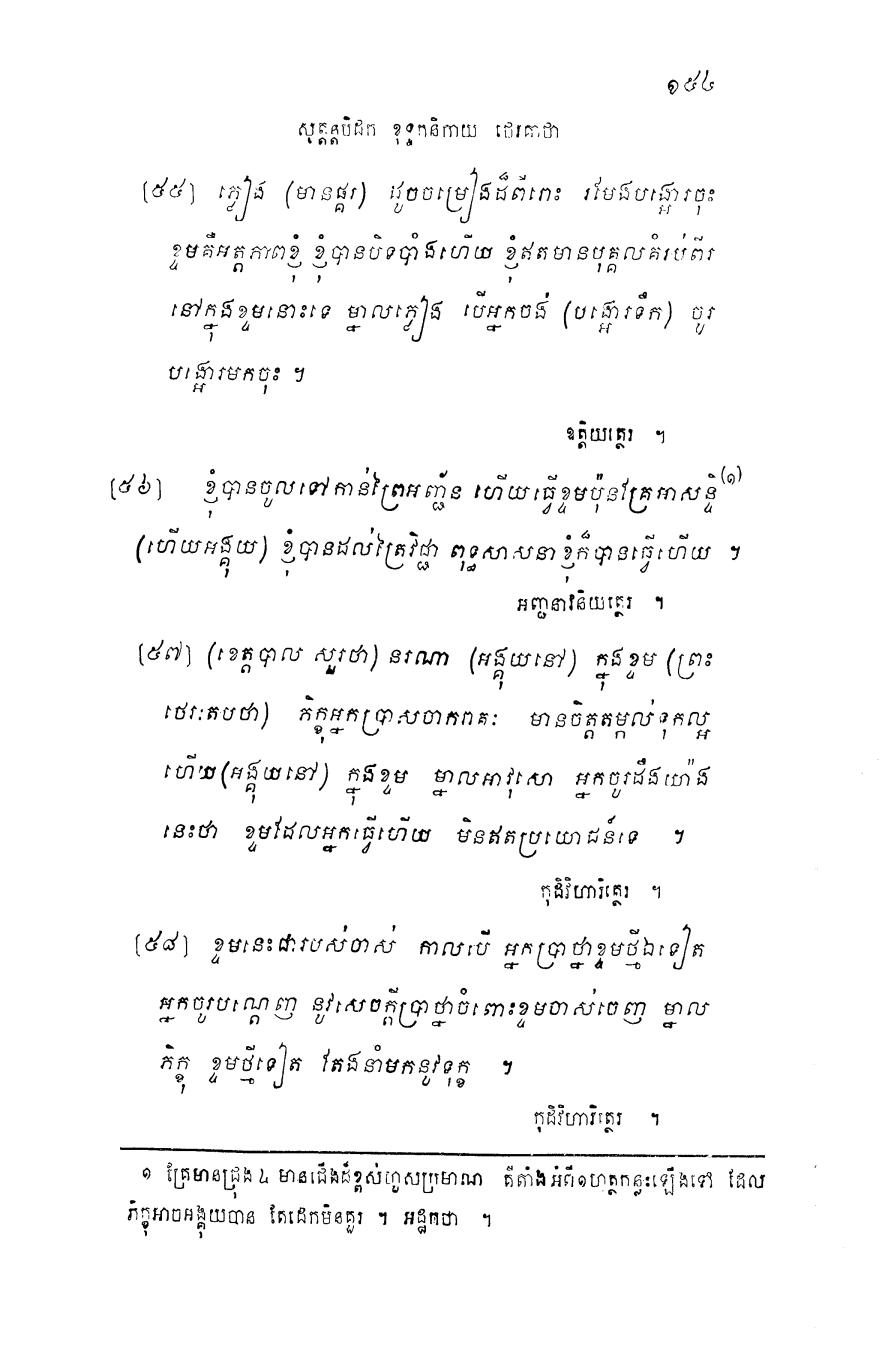 ១៥៤
សុត្តន្តបិដក ខុទ្ទកនិកាយ ថេរគាថា
[៥៥] ភ្លៀង (មានផ្គរ) ដូចចម្រៀងដ៏ពីរោះ រមែងបង្អោរចុះ
ខ្ទមគឺអត្តភាពខ្ញុំ ខ្ញុំបានបិទបាំងហើយ ខ្ញុំឥតមានបុគ្គលគំរប់ពីរ
នៅក្នុងខ្ទមនោះទេ ម្នាលភ្លៀង បើអ្នកចង់ (បង្អោរទឹក) ចូរ
បង្អោរមកចុះ ។
ឧត្តិយត្ថេរ ។
[៥៦] ខ្ញុំបានចូលទៅកាន់ព្រៃអញ្ជ័ន ហើយធ្វើខ្ទមប៉ុនគ្រែអាសន្ទិ(១)
(ហើយអង្គុយ) ខ្ញុំបានដល់ត្រៃវិជ្ជា ពុទ្ធសាសនាខ្ញុំក៏បានធ្វើហើយ ។
អញ្ជនាវនិយត្ថេរ ។
[៥៧] (ខេត្តបាល សួរថា) នរណា (អង្គុយនៅ) ក្នុងខ្ទម (ព្រះ
ថេរៈតបថា) ភិក្ខុអ្នកប្រាសចាករាគៈ មានចិត្តតម្កល់ទុកល្អ
ហើយ(អង្គុយនៅ) ក្នុងខ្ទម ម្នាលអាវុសោ អ្នកចូរដឹងយ៉ាង
នេះថា ខ្ទមដែលអ្នកធ្វើហើយ មិនឥតប្រយោជន៍ទេ ។
កុដិវិហារិត្ថេរ ។
[៥៨] ខ្ទមនេះជារបស់ចាស់ កាលបើ អ្នកប្រាថ្នាខ្ទមថ្មីឯទៀត
អ្នកចូរបណ្តេញ នូវសេចក្តីប្រាថ្នាចំពោះខ្ទមចាស់ចេញ ម្នាល
ភិក្ខុ ខ្ទមថ្មីទៀត តែងនាំមកនូវទុក្ខ ។
កុដិវិហារិត្ថេរ ។
១ គ្រែមានជ្រុង ៤ មានជើងដ៏ខ្ពស់ហួសប្រមាណ គឺតាំងអំពី១ហត្ថកន្លះឡើងទៅ ដែល
ភិក្ខុអាចអង្គុយបាន តែដេកមិនគួរ ។ អដ្ឋកថា ។